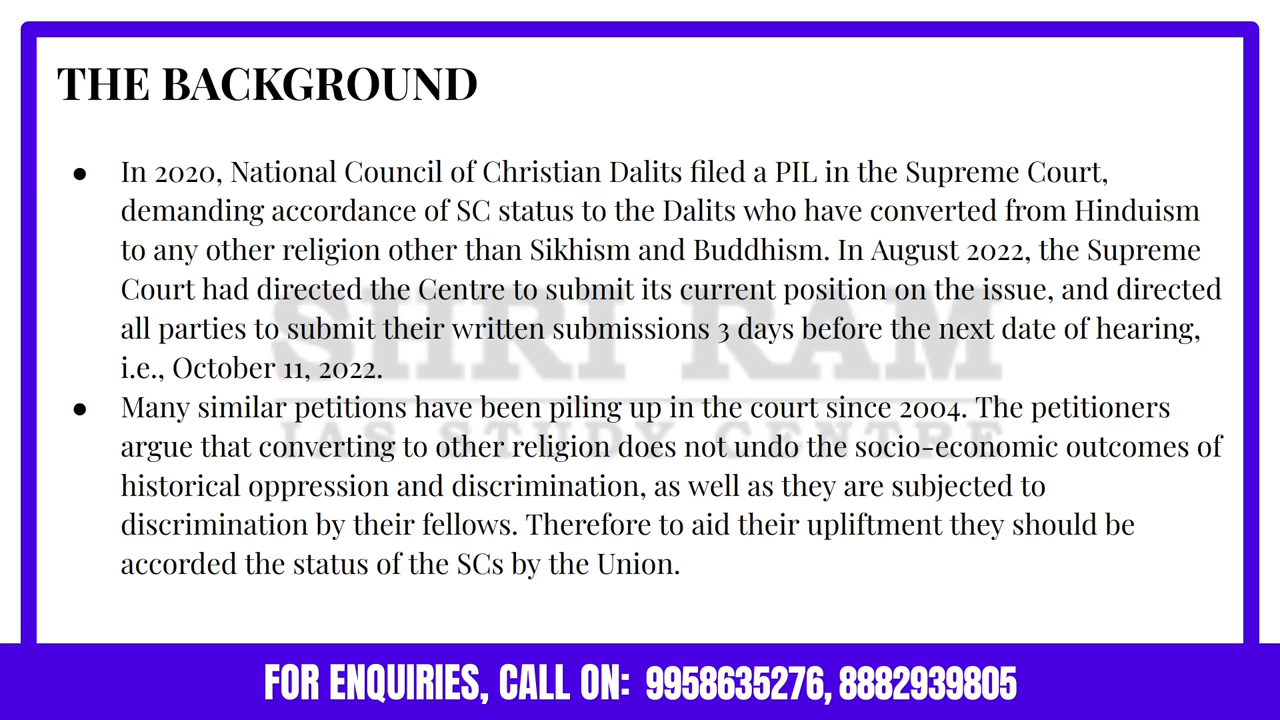 THE BACKGROUND
● In 2020, National Council of Christian Dalits filed a PIL in the Supreme Court,
demanding accordance of SC status to the Dalits who have converted from Hinduism
to any other religion other than Sikhism and Buddhism. In August 2022, the Supreme
Court had directed the Centre to submit its current position on the issue, and directed
all parties to submit their written submissions 3 days before the next date of hearing,
i.e., October 11, 2022.
● Many similar petitions have been piling up in the court since 2004. The petitioners
argue that converting to other religion does not undo the socio-economic outcomes of
historical oppression and discrimination, as well as they are subjected to
discrimination by their fellows. Therefore to aid their upliftment they should be
accorded the status of the SCs by the Union.
SHRI RAM
IAS STUDY CENTRE
FOR ENQUIRIES, CALL ON: 9958635276, 8882939805